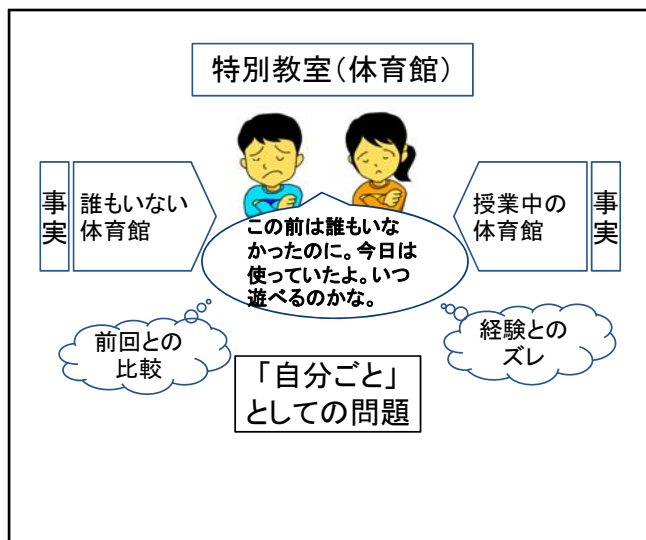 特別教室（体育館）
事実
誰もいない
体育館
この前は誰もいな
かったのに。今日は
使っていたよ。いつ
遊べるのかな。
授業中の
体育館
事実
前回との
比較
経験との
ズレ
「自分ごと」
としての問題